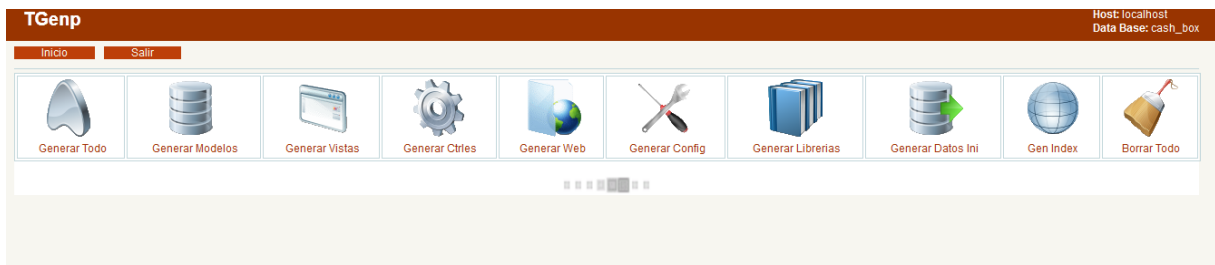 TGenp
Host: localhost
Data Base: cash_box
Inicio Salir
Generar Todo Generar Modelos Generar Vistas Generar Ctrles Generar Web Generar Config Generar Librerias Generar Datos Ini Gen Index Borrar Todo